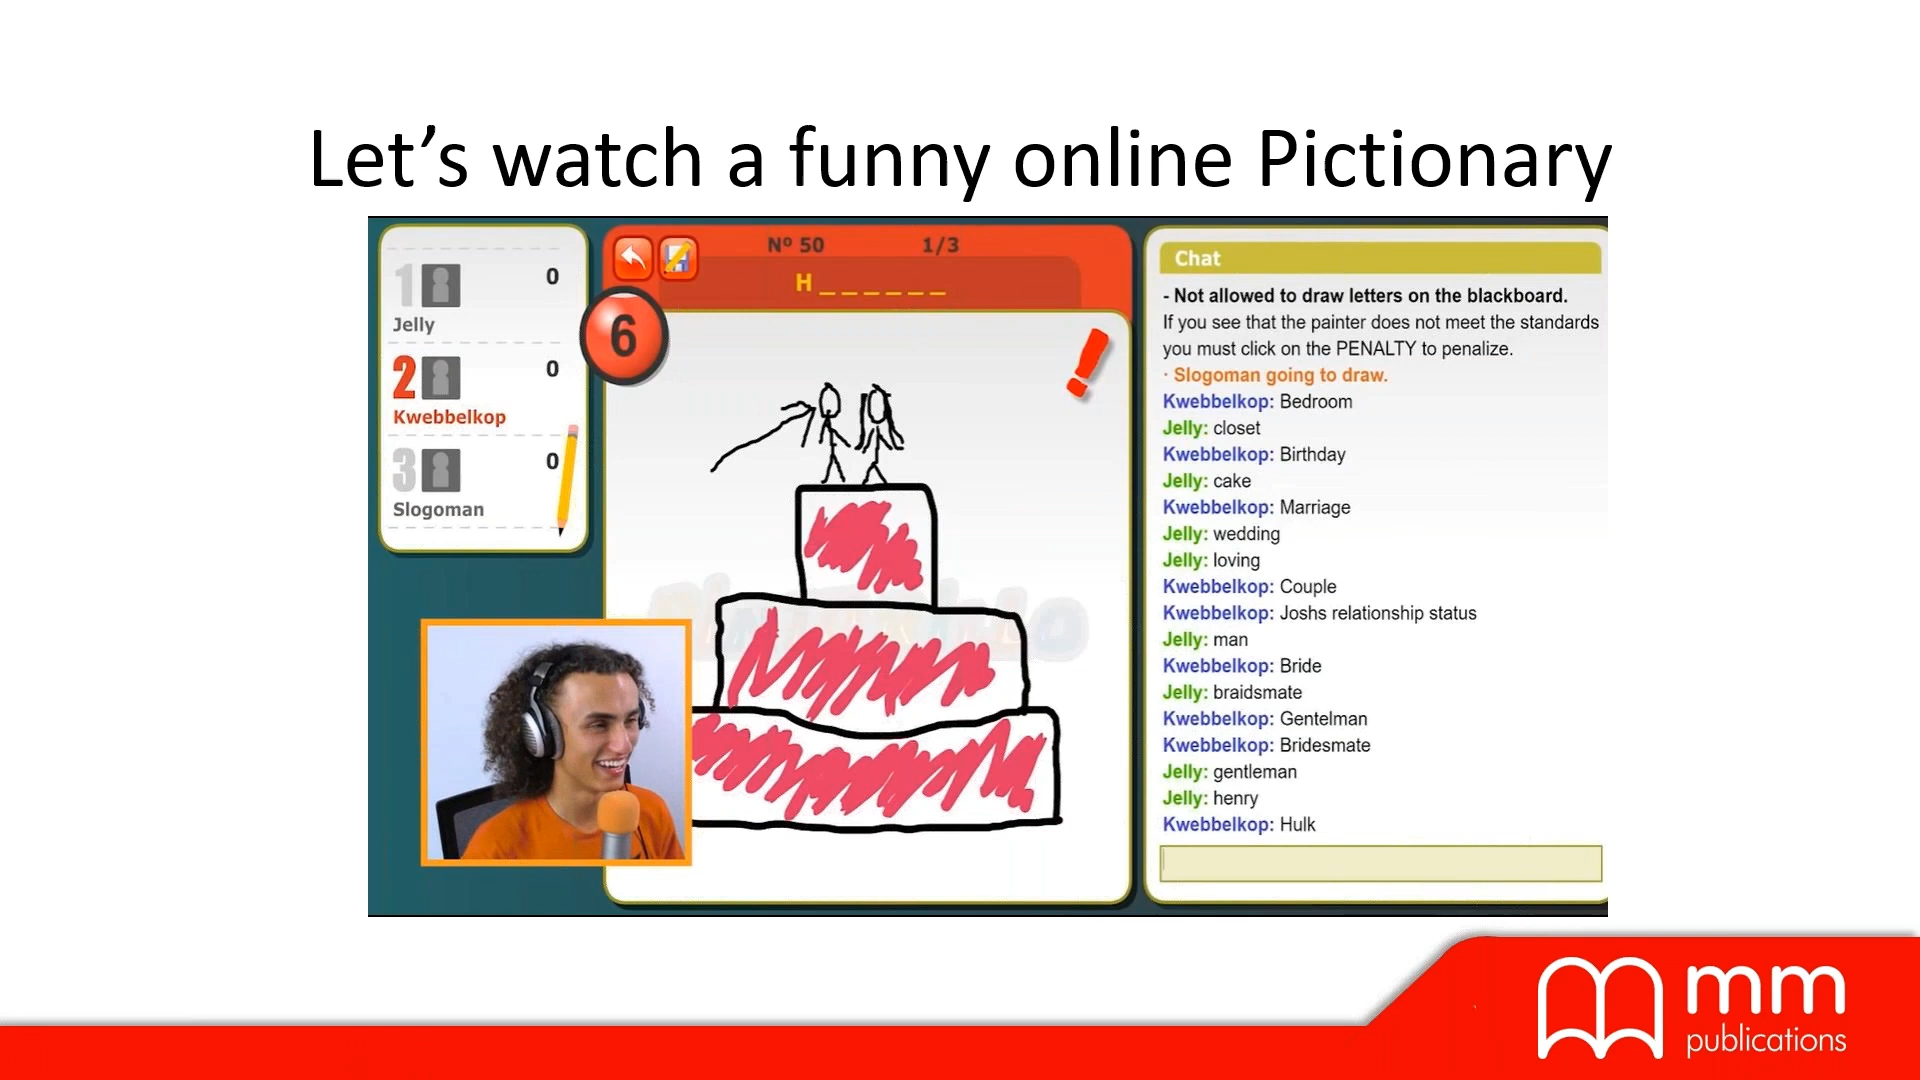 Let's watch a funny online Pictionary
1
0
Jelly
2
0
Kwebbelkop
3
0
Slogoman
Nº 50
1/3
H _ _ _ _ _ _
6
Chat
- Not allowed to draw letters on the blackboard.
If you see that the painter does not meet the standards
you must click on the PENALTY to penalize.
· Slogoman going to draw.
Kwebbelkop: Bedroom
Jelly: closet
Kwebbelkop: Birthday
Jelly: cake
Kwebbelkop: Marriage
Jelly: wedding
Jelly: loving
Kwebbelkop: Couple
Kwebbelkop: Joshs relationship status
Jelly: man
Kwebbelkop: Bride
Jelly: braidsmate
Kwebbelkop: Gentelman
Kwebbelkop: Bridesmate
Jelly: gentleman
Jelly: henry
Kwebbelkop: Hulk
mm
publications